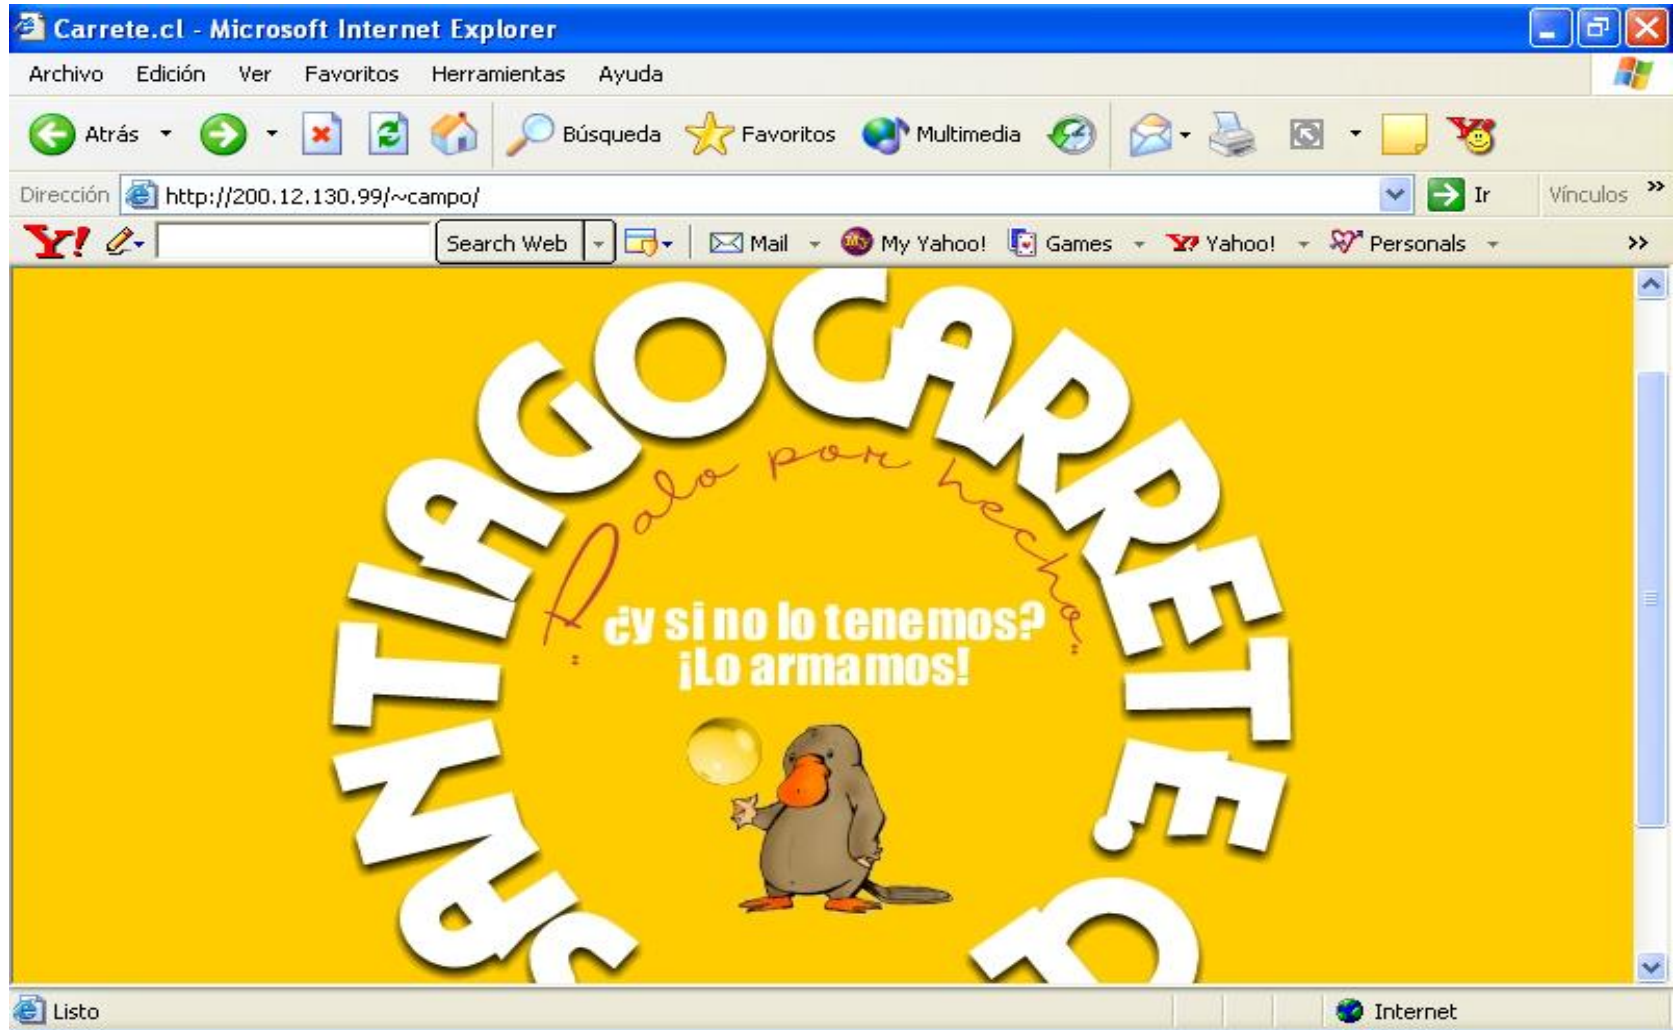 Carrete.cl - Microsoft Internet Explorer
Archivo Edición Ver Favoritos Herramientas Ayuda
Atrás Búsqueda Favoritos Multimedia
Dirección http://200.12.130.99/~campo/ Ir Vínculos »
Y! Search Web Mail My Yahoo! Games Y! Yahoo! Personals »
SANTIAGOCARRETE.C
Dalo por hecho
¿y si no lo tenemos?
¡Lo armamos!
Listo Internet